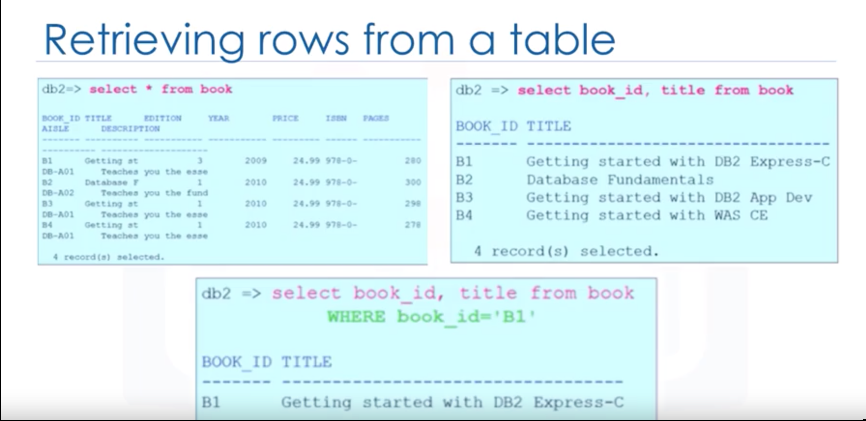 Retrieving rows from a table
db2=> select * from book
BOOK_ID TITLE EDITION YEAR PRICE ISBN PAGES
AISLE DESCRIPTION
B1 Getting st 3 2009 24.99 978-0- 280
DB-A01 Teaches you the esse
B2 Database F 1 2010 24.99 978-0- 300
DB-A02 Teaches you the fund
B3 Getting st 1 2010 24.99 978-0- 298
DB-A01 Teaches you the esse
B4 Getting st 1 2010 24.99 978-0- 278
DB-A01 Teaches you the esse
4 record(s) selected.
db2 => select book_id, title from book
BOOK_ID TITLE
------- ----------------------------------
B1 Getting started with DB2 Express-C
B2 Database Fundamentals
B3 Getting started with DB2 App Dev
B4 Getting started with WAS CE
4 record(s) selected.
db2 => select book_id, title from book
WHERE book_id='B1'
BOOK_ID TITLE
------- ----------------------------------
B1 Getting started with DB2 Express-C